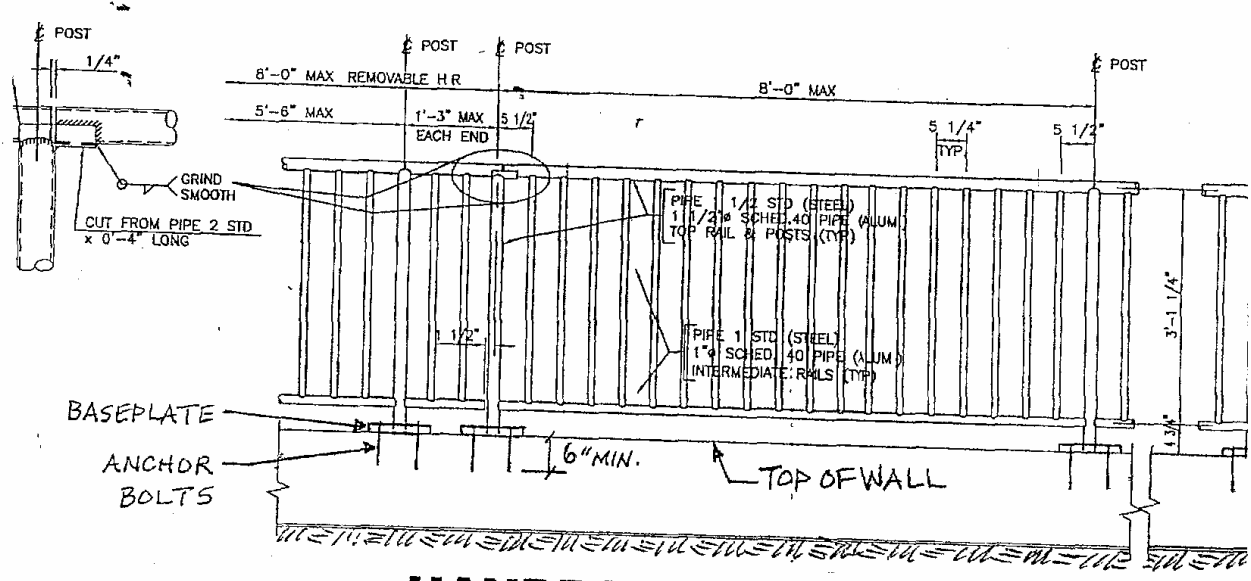 ℄ POST
℄ POST
℄ POST
℄ POST
1/4"
8'-0" MAX REMOVABLE H R
8'-0" MAX
5'-6" MAX
1'-3" MAX
EACH END
5 1/2"
5 1/4"
TYP
5 1/2"
GRIND
SMOOTH
CUT FROM PIPE 2 STD
x 0'-4" LONG
PIPE 1 1/2 STD (STEEL)
1 1/2"ø SCHED.40 PIPE (ALUM)
TOP RAIL & POSTS (TYP)
3'-1 1/4"
1 1/2"
PIPE 1 STD (STEEL)
1"ø SCHED. 40 PIPE (ALUM)
INTERMEDIATE RAILS (TYP)
BASEPLATE
4 3/4"
ANCHOR
BOLTS
6" MIN.
TOP OF WALL